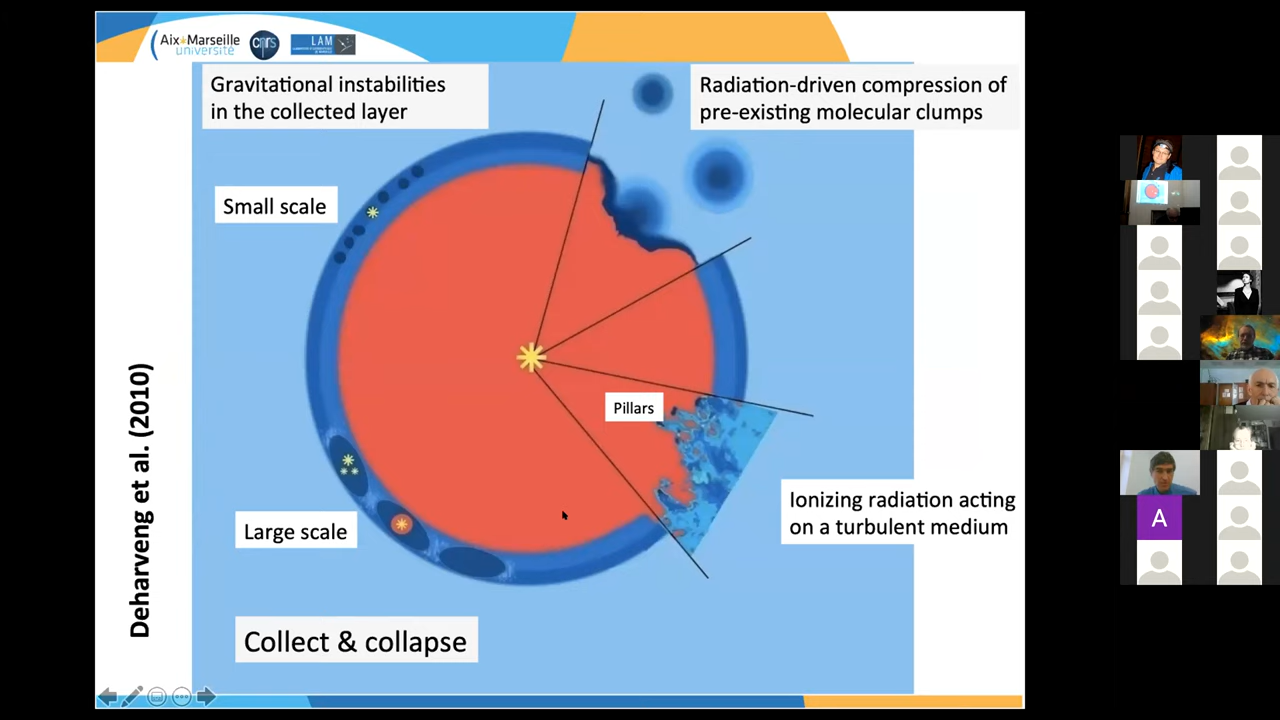 Aix✶Marseille
université
cnrs
LAM
Gravitational instabilities
in the collected layer
Radiation-driven compression of
pre-existing molecular clumps
Small scale
Pillars
Deharveng et al. (2010)
Ionizing radiation acting
on a turbulent medium
Large scale
Collect & collapse
A